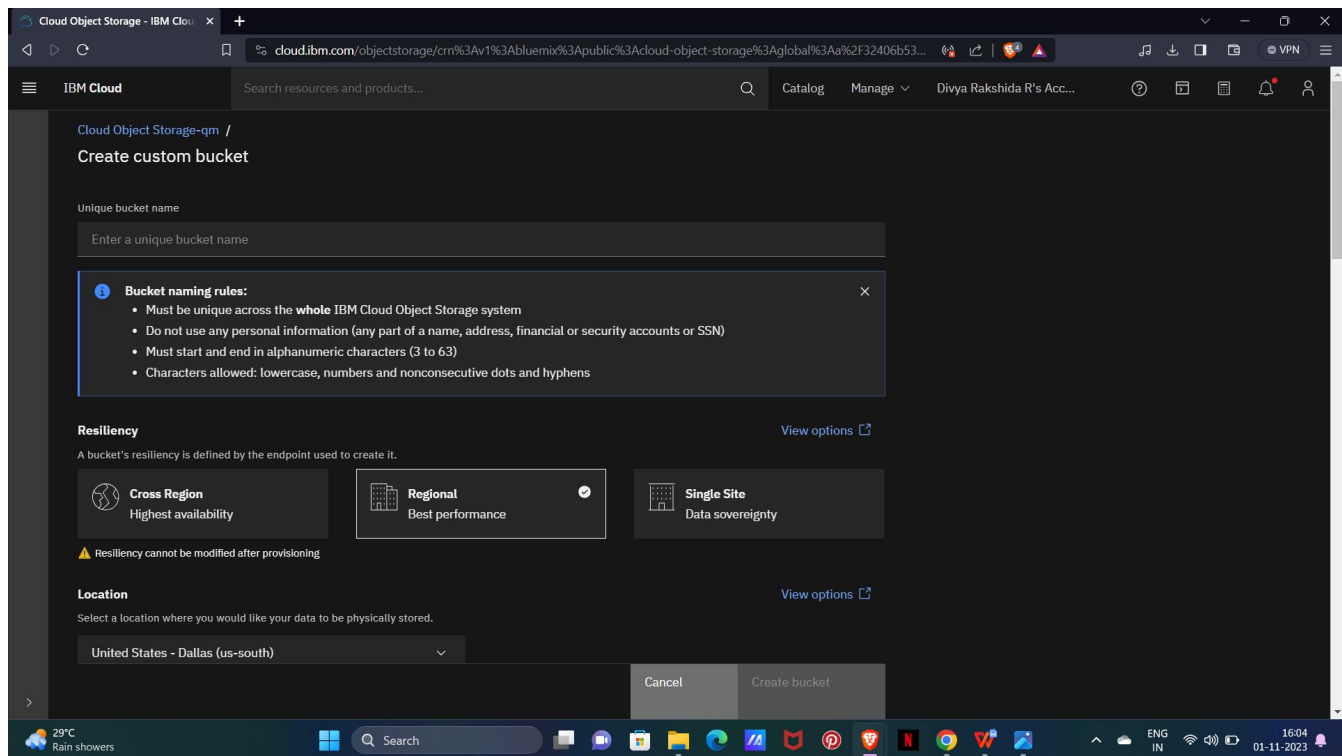 Cloud Object Storage - IBM Clou
cloud.ibm.com/objectstorage/crn%3Av1%3Abluemix%3Apublic%3Acloud-object-storage%3Aglobal%3Aa%2F32406b53...
VPN
IBM Cloud
Search resources and products...
Catalog
Manage
Divya Rakshida R's Acc...
Cloud Object Storage-qm /
Create custom bucket
Unique bucket name
Enter a unique bucket name
Bucket naming rules:
• Must be unique across the whole IBM Cloud Object Storage system
• Do not use any personal information (any part of a name, address, financial or security accounts or SSN)
• Must start and end in alphanumeric characters (3 to 63)
• Characters allowed: lowercase, numbers and nonconsecutive dots and hyphens
Resiliency
View options
A bucket's resiliency is defined by the endpoint used to create it.
Cross Region
Highest availability
Regional
Best performance
Single Site
Data sovereignty
Resiliency cannot be modified after provisioning
Location
View options
Select a location where you would like your data to be physically stored.
United States - Dallas (us-south)
Cancel
Create bucket
29°C
Rain showers
Search
ENG
IN
16:04
01-11-2023